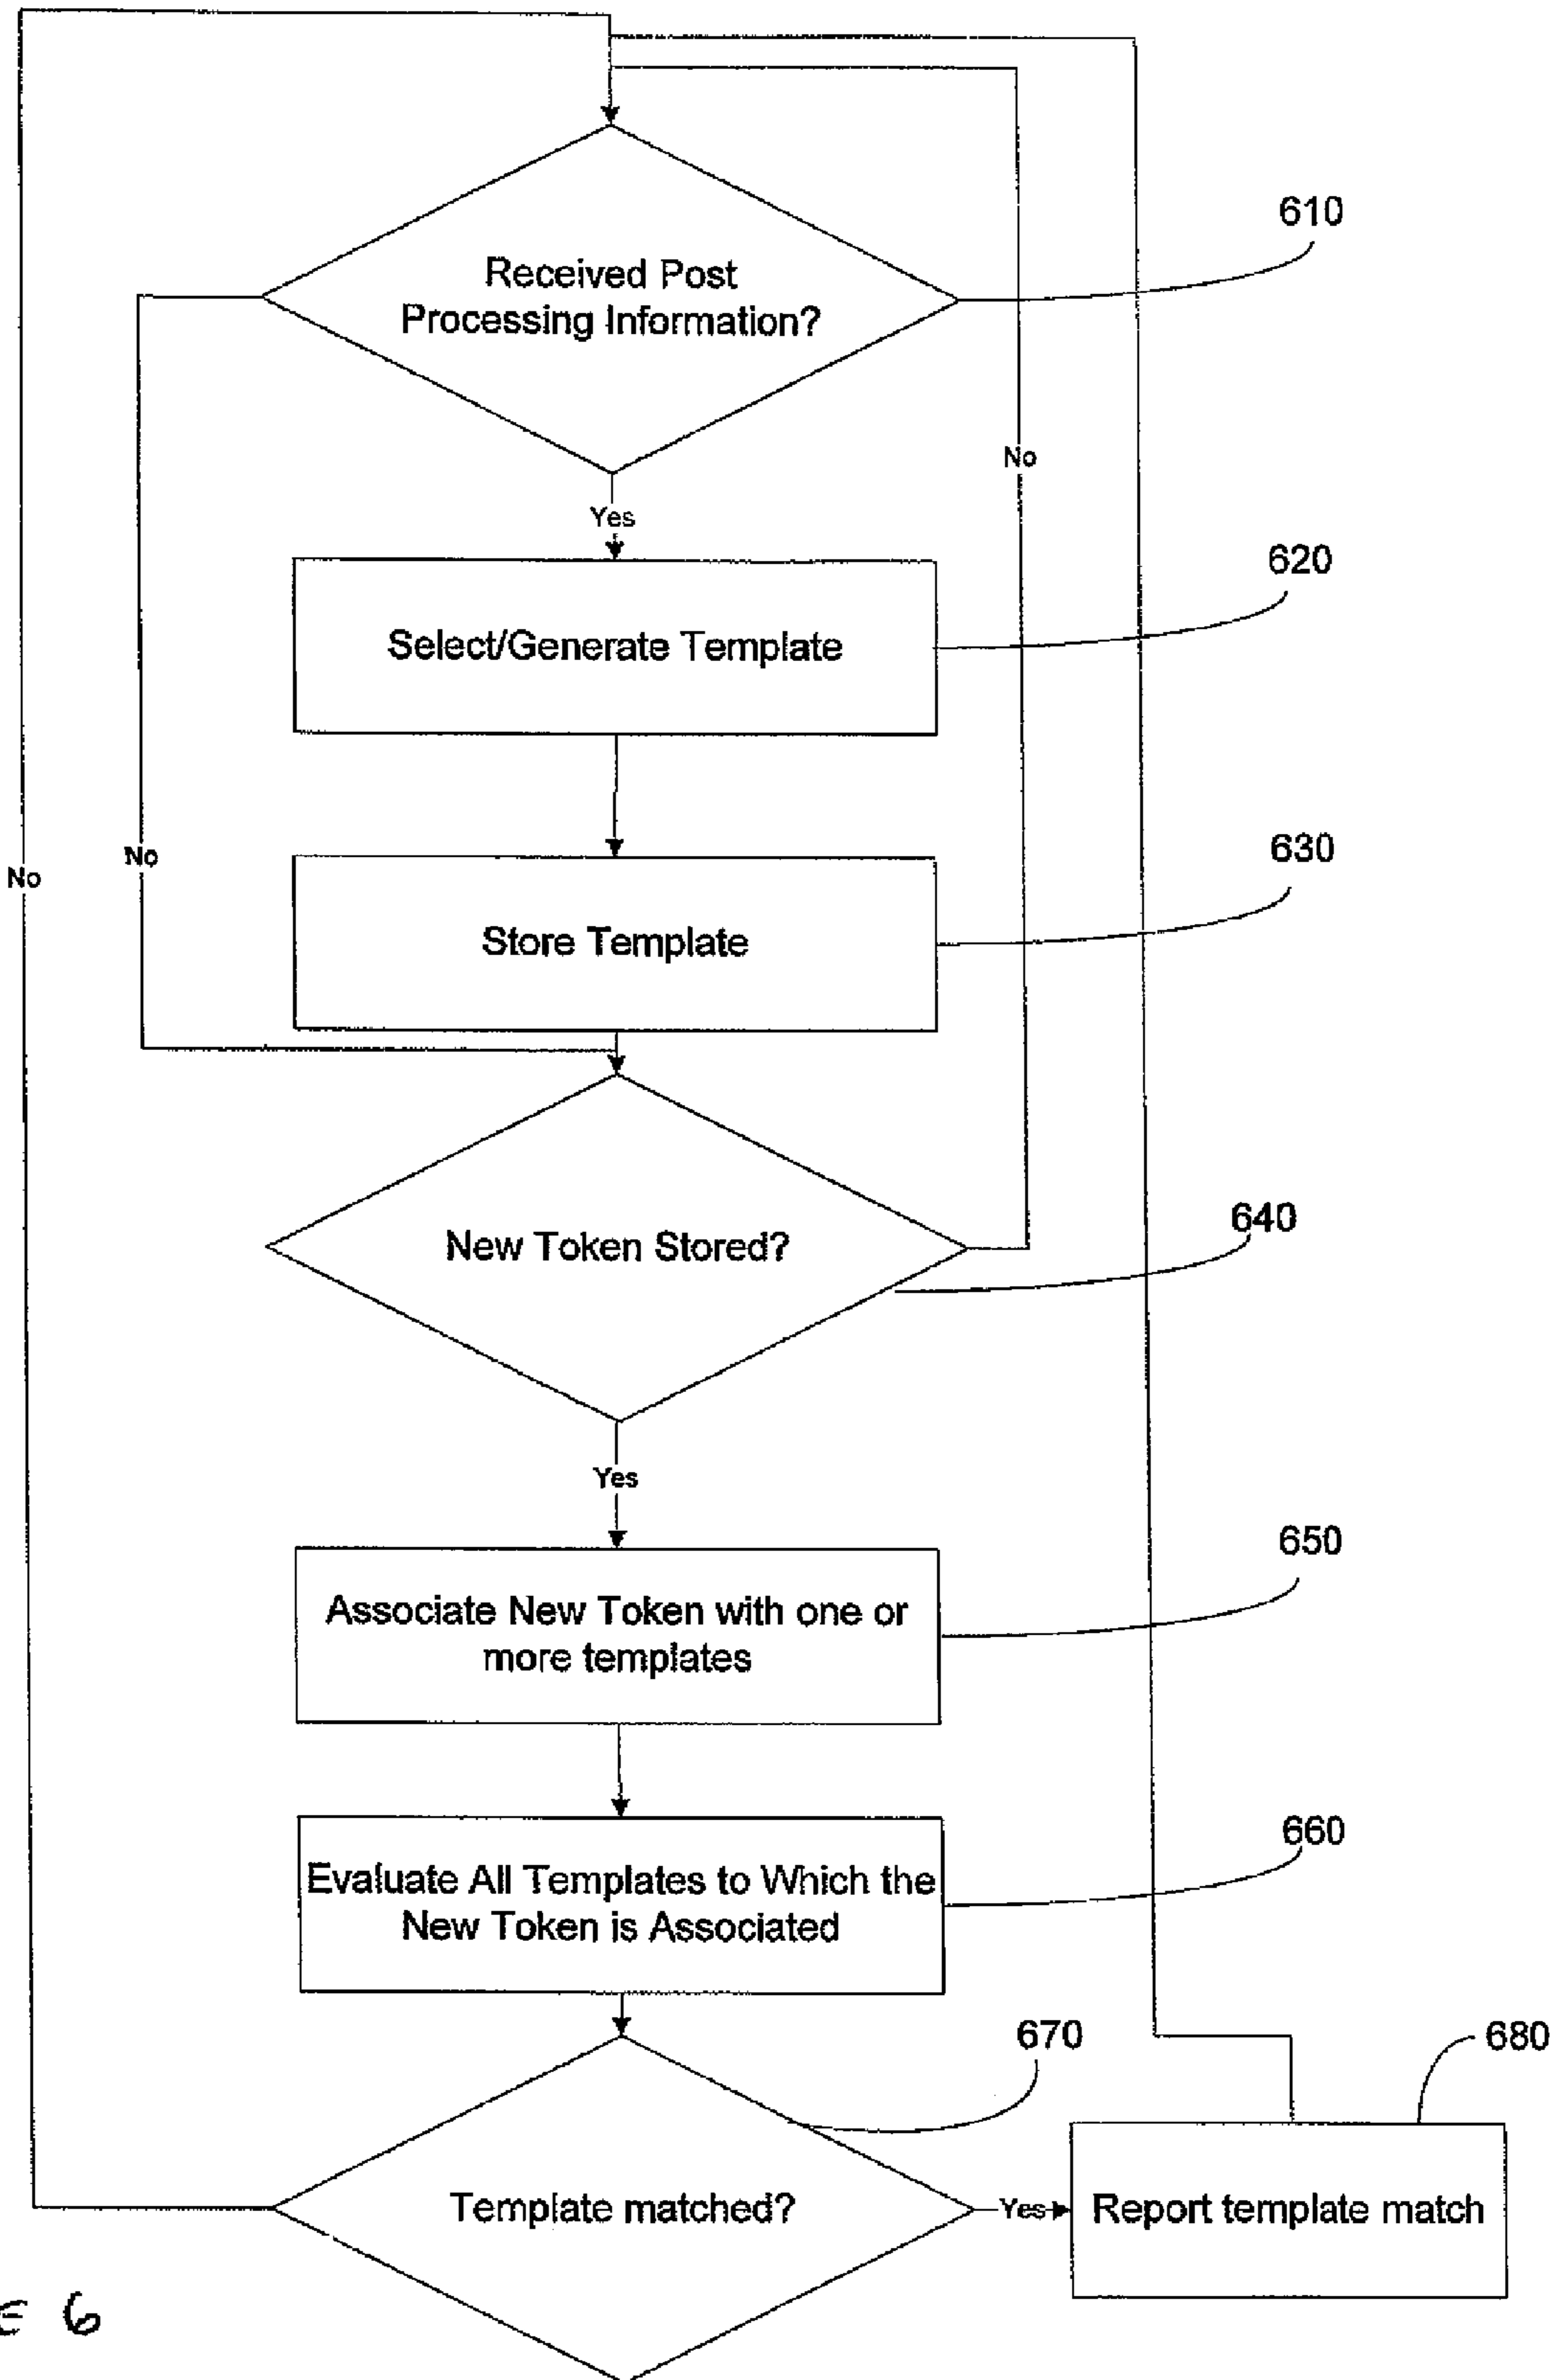 610
Received Post
Processing Information?
No
Yes
620
Select/Generate Template
630
No
No
Store Template
640
New Token Stored?
Yes
650
Associate New Token with one or
more templates
660
Evaluate All Templates to Which the
New Token is Associated
670
680
Template matched?
Yes
Report template match
6